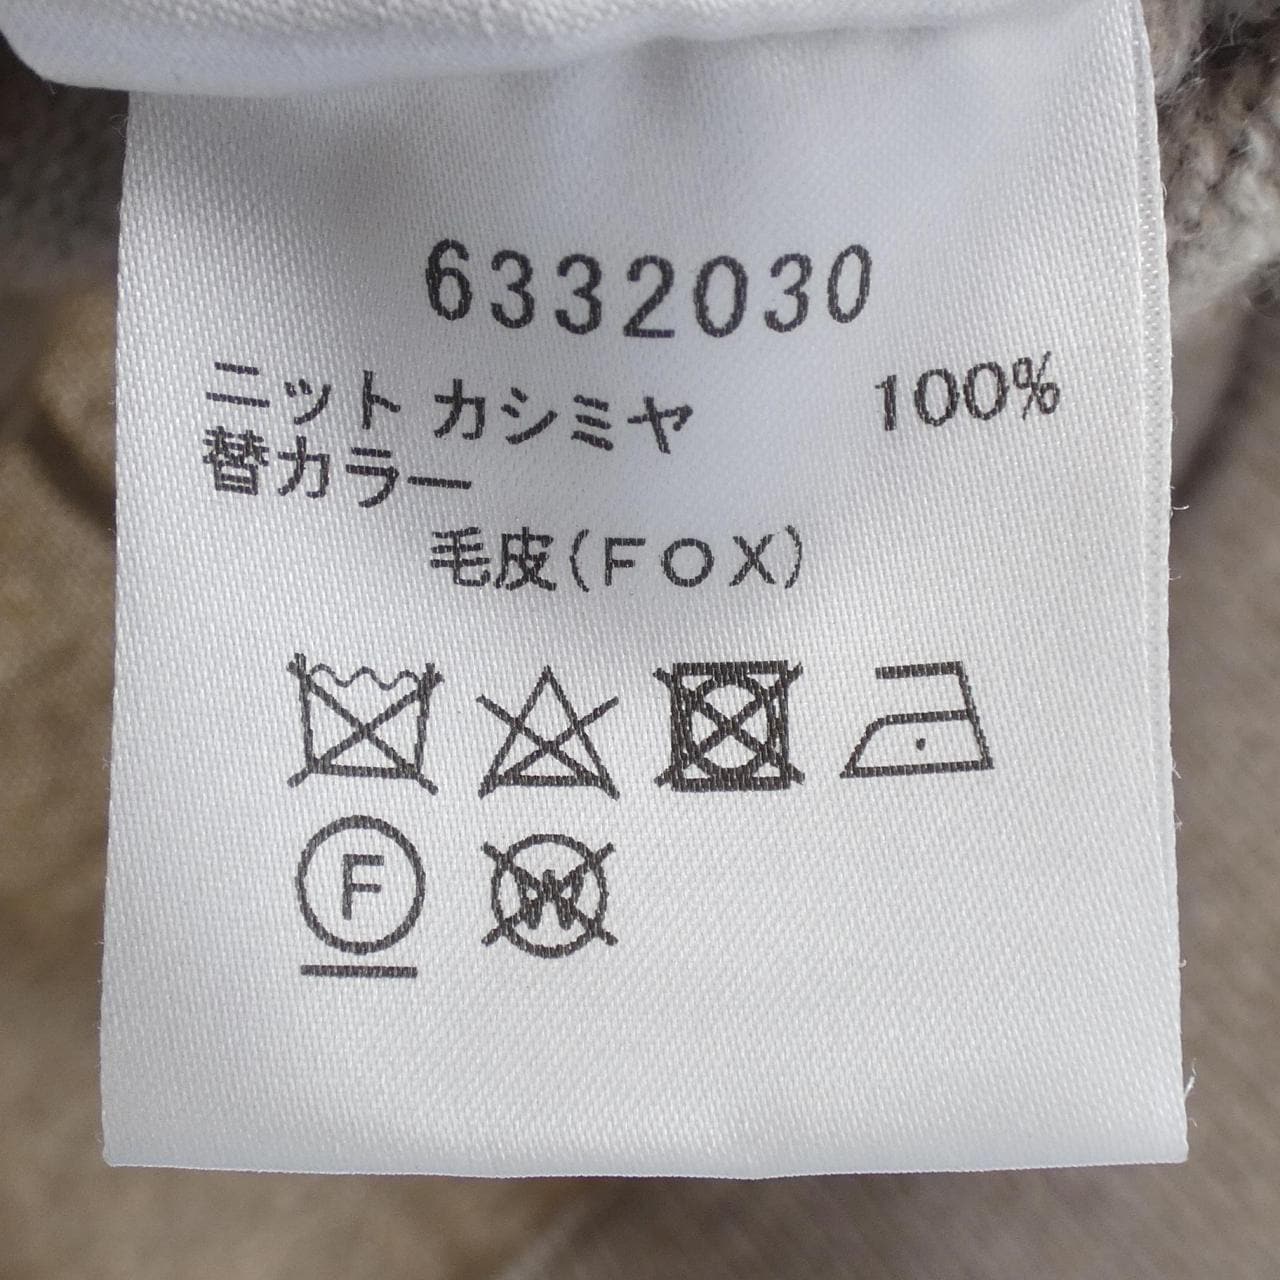 6332030
ニット カシミヤ 100%
替カラー
毛皮(FOX)
F
W